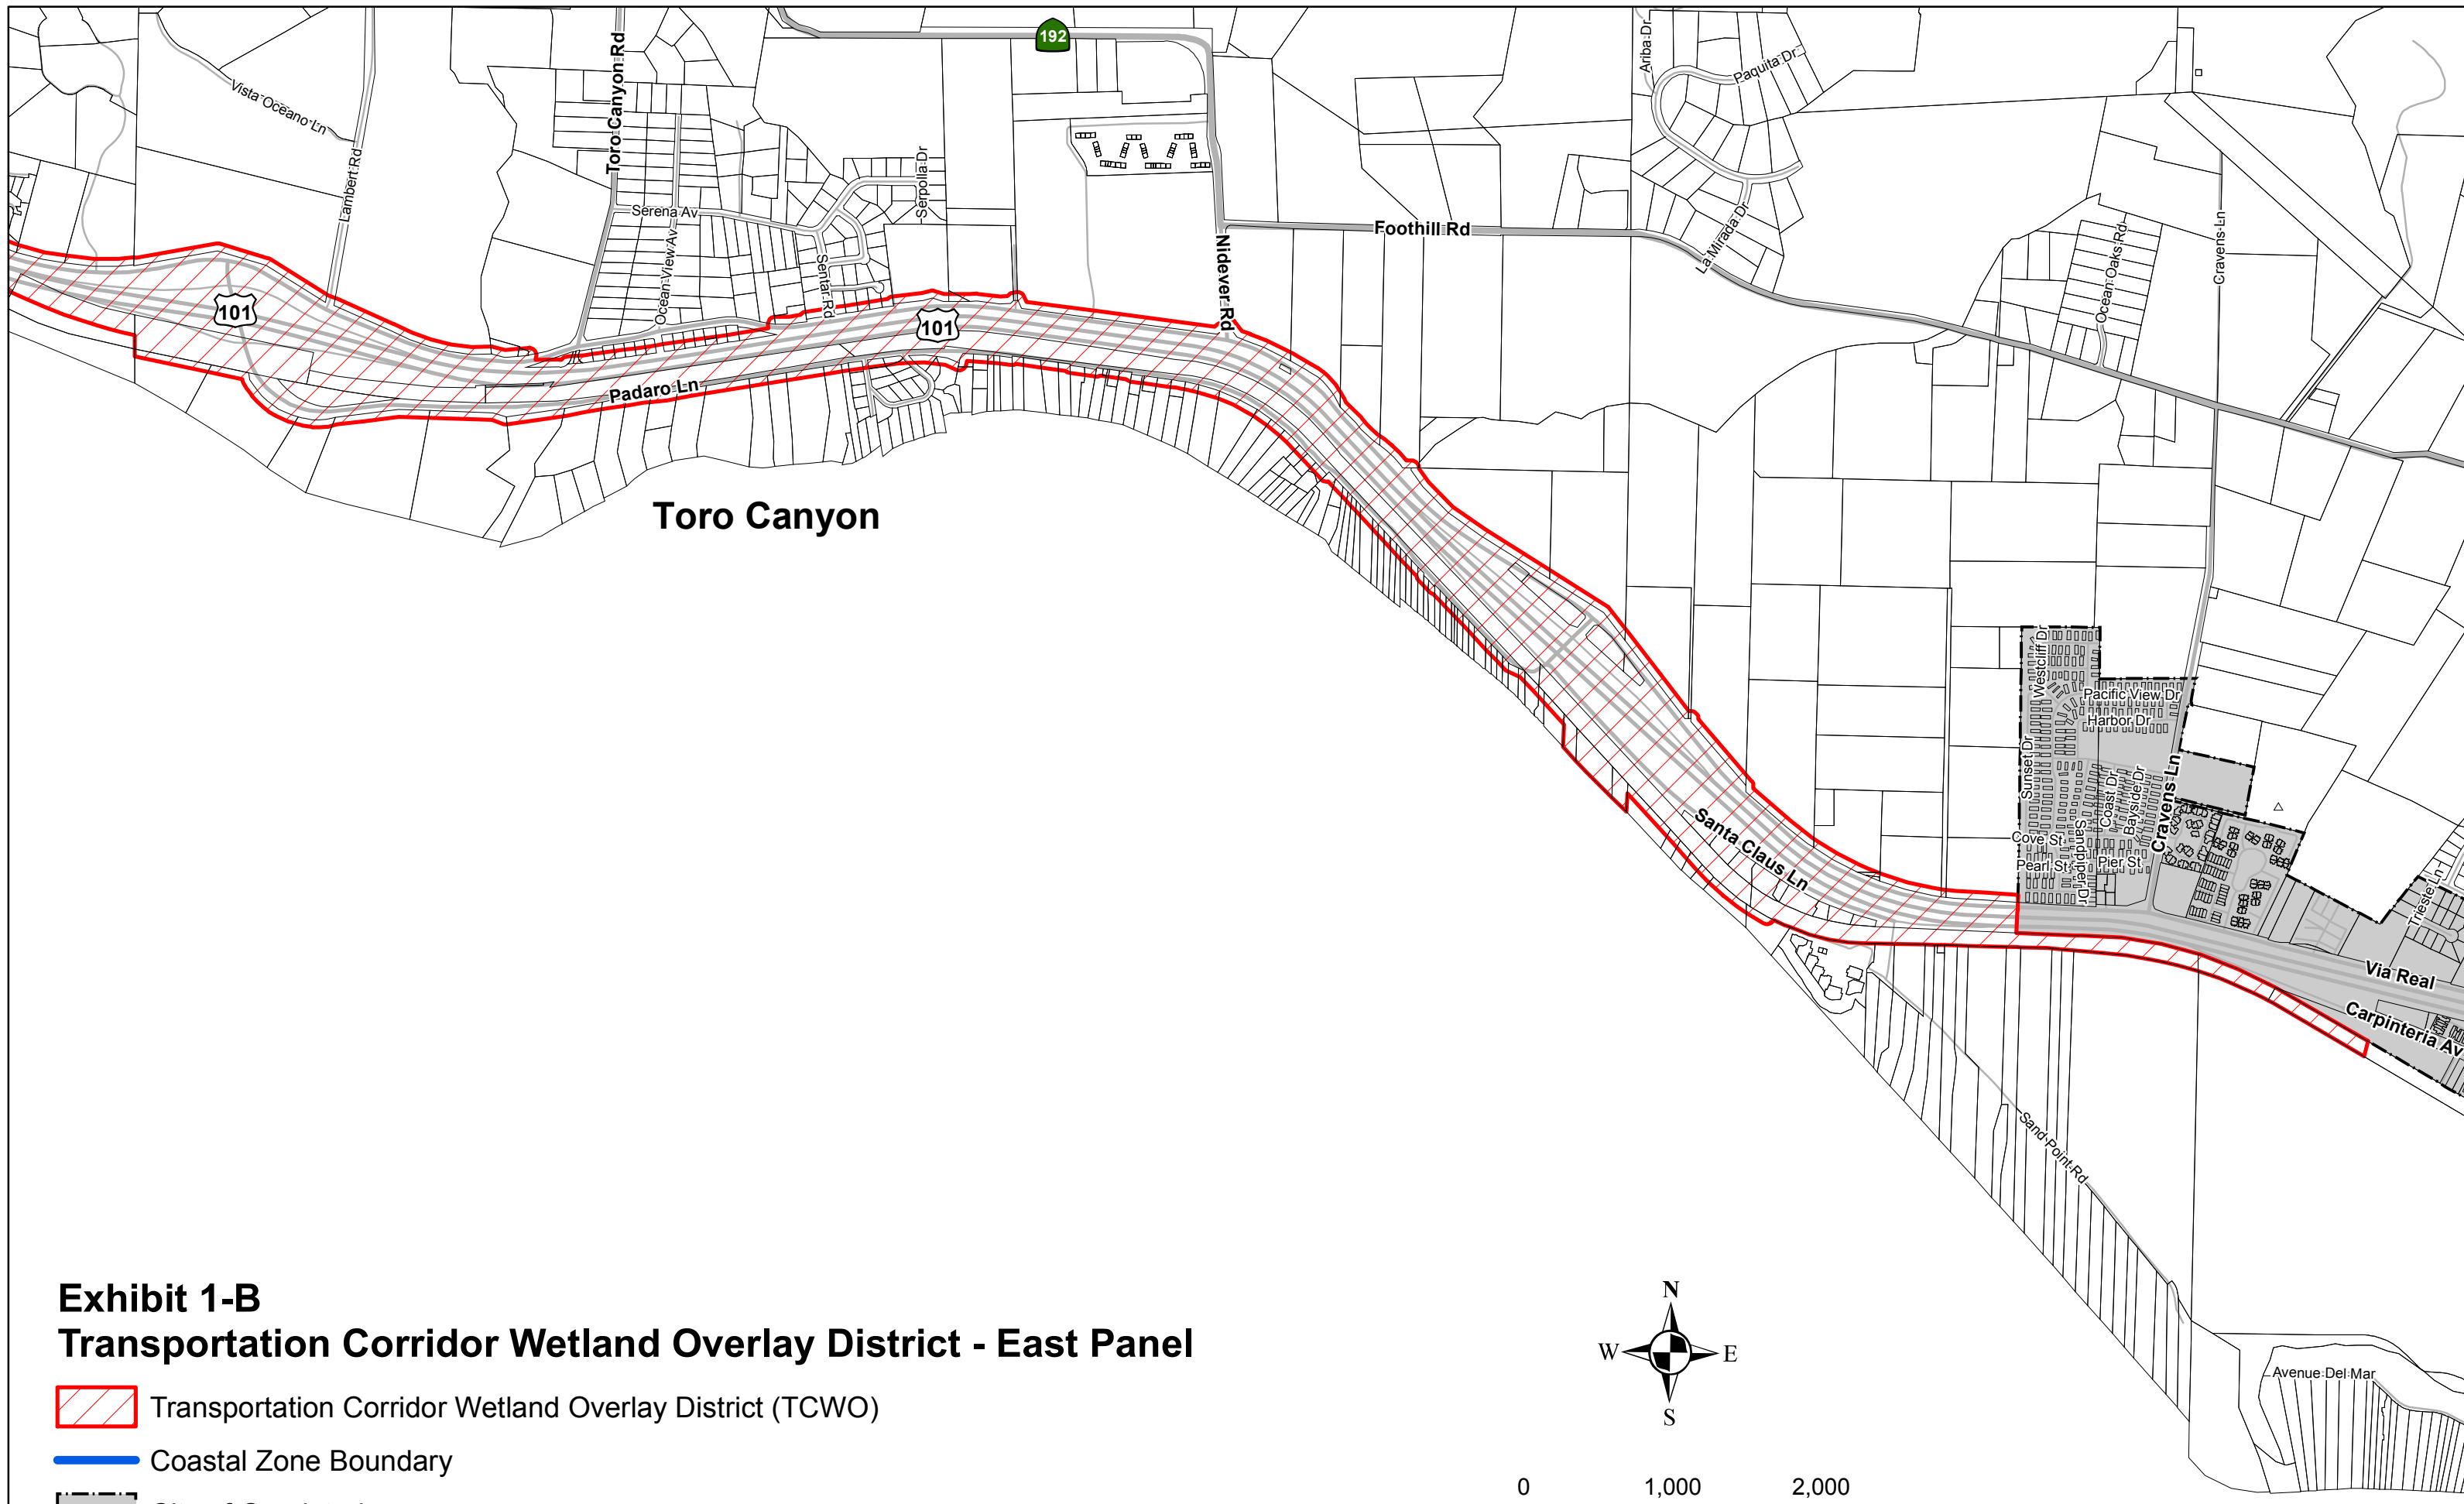 192
Toro Canyon Rd
Vista Oceano Ln
Lambert Rd
Serena Av
Ocean View Av
Sentar Rd
Serpolla Dr
Nidever Rd
Foothill Rd
Ariba Dr
Paquita Dr
La Mirada Dr
Ocean Oaks Rd
Cravens Ln
101
101
Padaro Ln
Toro Canyon
Santa Claus Ln
Westcliff Dr
Pacific View Dr
Harbor Dr
Sunset Dr
Coast Dr
Bayside Dr
Cravens Ln
Cove St
Pearl St
Sandpiper Dr
Pier St
Trieste Ln
Via Real
Carpinteria Av
Sand Point Rd
Avenue Del Mar
Exhibit 1-B
Transportation Corridor Wetland Overlay District - East Panel
Transportation Corridor Wetland Overlay District (TCWO)
Coastal Zone Boundary
N
W
E
S
0 1,000 2,000